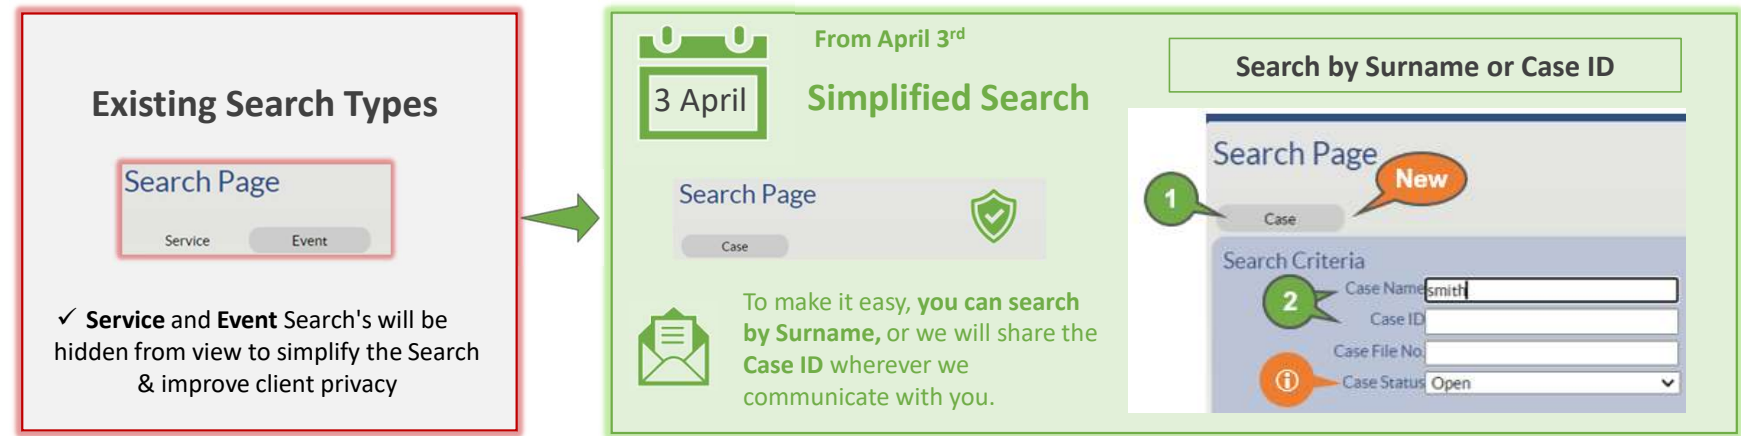 Existing Search Types
Search Page
Service Event
✓ Service and Event Search's will be
hidden from view to simplify the Search
& improve client privacy
3 April
From April 3rd
Simplified Search
Search Page
Case
To make it easy, you can search
by Surname, or we will share the
Case ID wherever we
communicate with you.
Search by Surname or Case ID
Search Page
New
1
Case
Search Criteria
2
Case Name smith
Case ID
Case File No.
Case Status Open